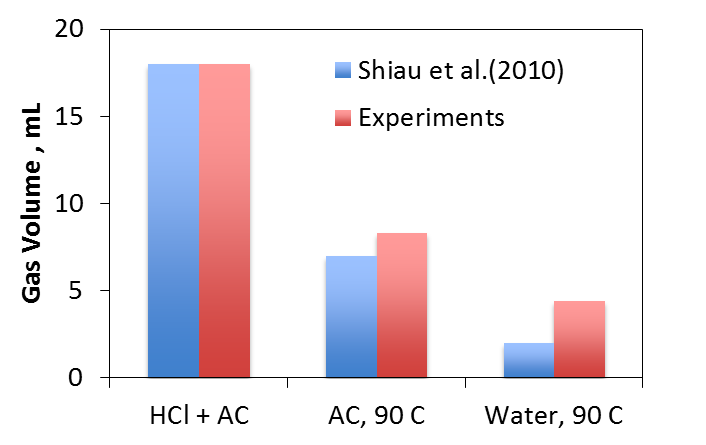 20
15
10
5
0
Gas Volume , mL
Shiau et al.(2010)
Experiments
HCl + AC
AC, 90 C
Water, 90 C